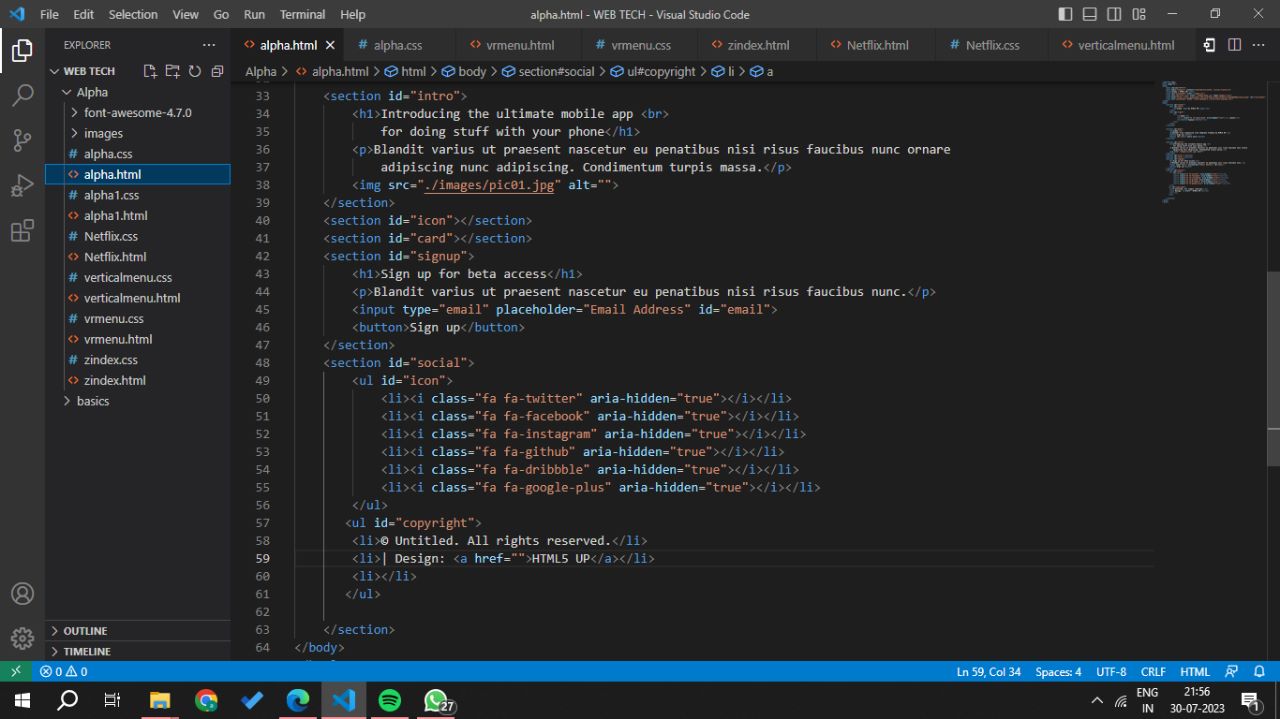 File Edit Selection View Go Run Terminal Help
alpha.html - WEB TECH - Visual Studio Code
EXPLORER
WEB TECH
Alpha
font-awesome-4.7.0
images
alpha.css
alpha.html
alpha1.css
alpha1.html
Netflix.css
Netflix.html
verticalmenu.css
verticalmenu.html
vrmenu.css
vrmenu.html
zindex.css
zindex.html
basics
OUTLINE
TIMELINE
alpha.html alpha.css vrmenu.html vrmenu.css zindex.html Netflix.html Netflix.css verticalmenu.html
Alpha > alpha.html > html > body > section#social > ul#copyright > li > a
33 <section id="intro">
34 <h1>Introducing the ultimate mobile app <br>
35 for doing stuff with your phone</h1>
36 <p>Blandit varius ut praesent nascetur eu penatibus nisi risus faucibus nunc ornare
37 adipiscing nunc adipiscing. Condimentum turpis massa.</p>
38 <img src="./images/pic01.jpg" alt="">
39 </section>
40 <section id="icon"></section>
41 <section id="card"></section>
42 <section id="signup">
43 <h1>Sign up for beta access</h1>
44 <p>Blandit varius ut praesent nascetur eu penatibus nisi risus faucibus nunc.</p>
45 <input type="email" placeholder="Email Address" id="email">
46 <button>Sign up</button>
47 </section>
48 <section id="social">
49 <ul id="icon">
50 <li><i class="fa fa-twitter" aria-hidden="true"></i></li>
51 <li><i class="fa fa-facebook" aria-hidden="true"></i></li>
52 <li><i class="fa fa-instagram" aria-hidden="true"></i></li>
53 <li><i class="fa fa-github" aria-hidden="true"></i></li>
54 <li><i class="fa fa-dribbble" aria-hidden="true"></i></li>
55 <li><i class="fa fa-google-plus" aria-hidden="true"></i></li>
56 </ul>
57 <ul id="copyright">
58 <li>© Untitled. All rights reserved.</li>
59 <li>| Design: <a href="">HTML5 UP</a></li>
60 <li></li>
61 </ul>
62
63 </section>
64 </body>
0 0
Ln 59, Col 34 Spaces: 4 UTF-8 CRLF HTML
27
ENG
IN
21:56
30-07-2023
1